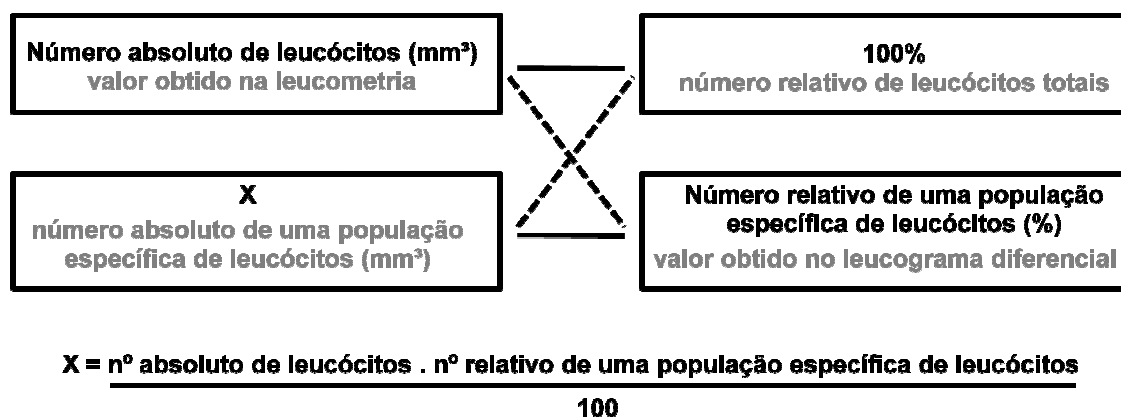 Número absoluto de leucócitos (mm³)
valor obtido na leucometria
100%
número relativo de leucócitos totais
X
número absoluto de uma população
específica de leucócitos (mm³)
Número relativo de uma população
específica de leucócitos (%)
valor obtido no leucograma diferencial
X = nº absoluto de leucócitos . nº relativo de uma população específica de leucócitos
100